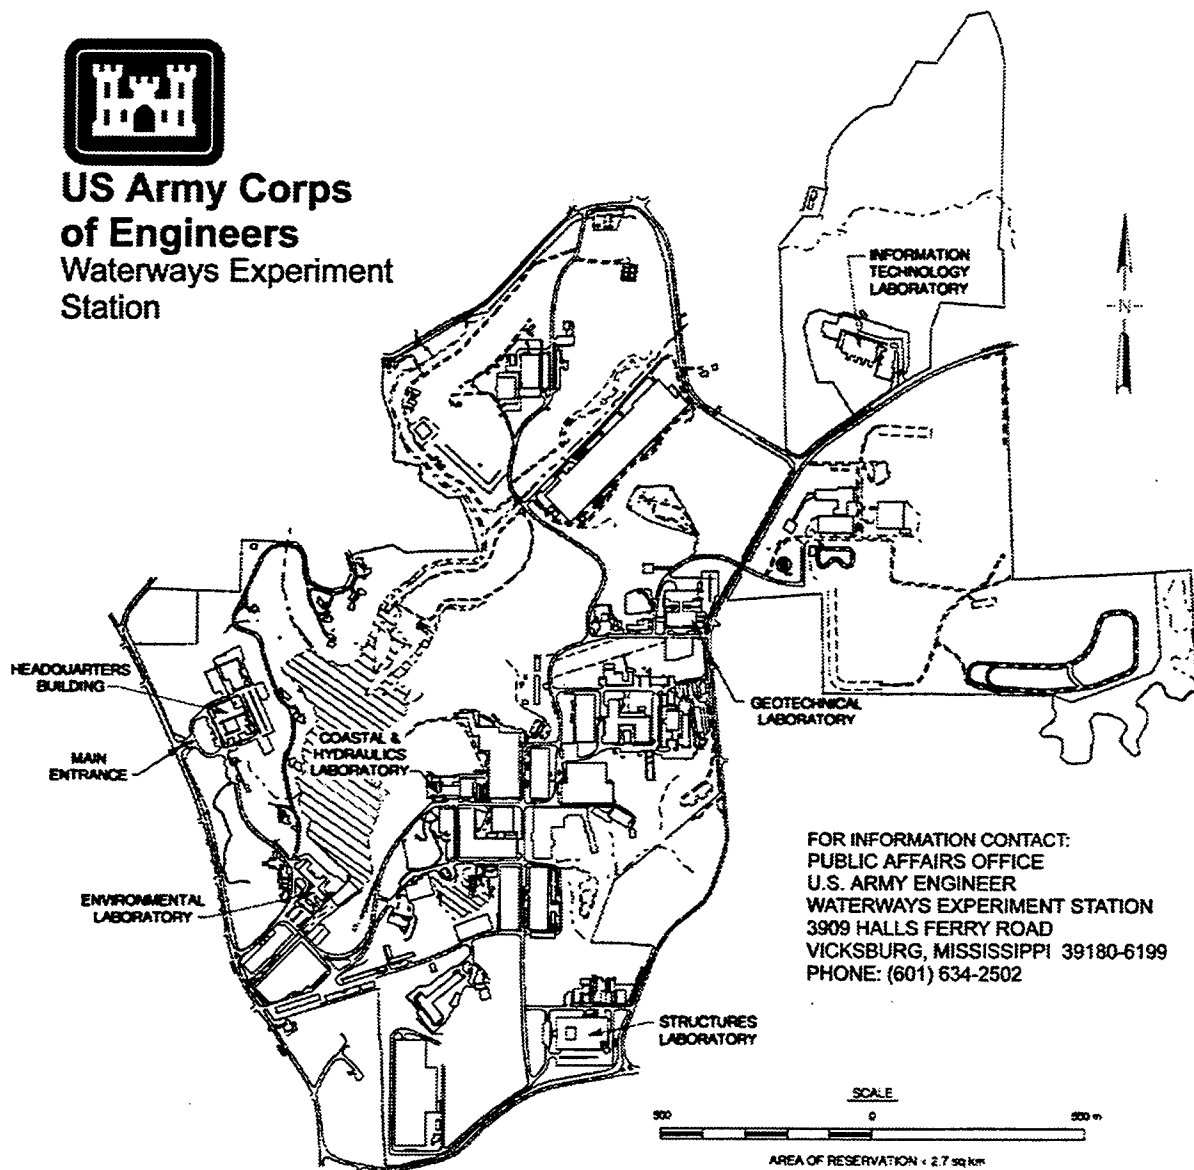 US Army Corps
of Engineers
Waterways Experiment
Station
INFORMATION
TECHNOLOGY
LABORATORY
N
HEADQUARTERS
BUILDING
MAIN
ENTRANCE
COASTAL &
HYDRAULICS
LABORATORY
GEOTECHNICAL
LABORATORY
ENVIRONMENTAL
LABORATORY
FOR INFORMATION CONTACT:
PUBLIC AFFAIRS OFFICE
U.S. ARMY ENGINEER
WATERWAYS EXPERIMENT STATION
3909 HALLS FERRY ROAD
VICKSBURG, MISSISSIPPI 39180-6199
PHONE: (601) 634-2502
STRUCTURES
LABORATORY
SCALE
500 0 500 m
AREA OF RESERVATION < 2.7 sq km